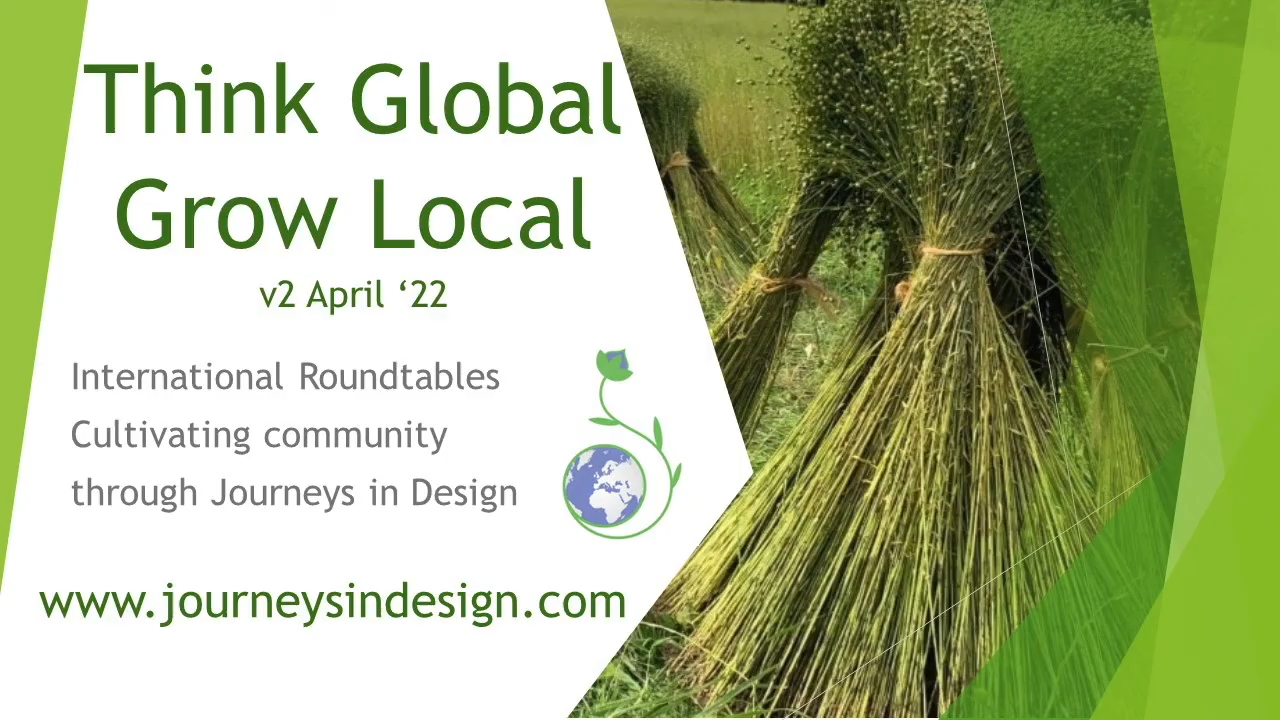 Think Global
Grow Local
v2 April ‘22
International Roundtables
Cultivating community
through Journeys in Design
www.journeysindesign.com